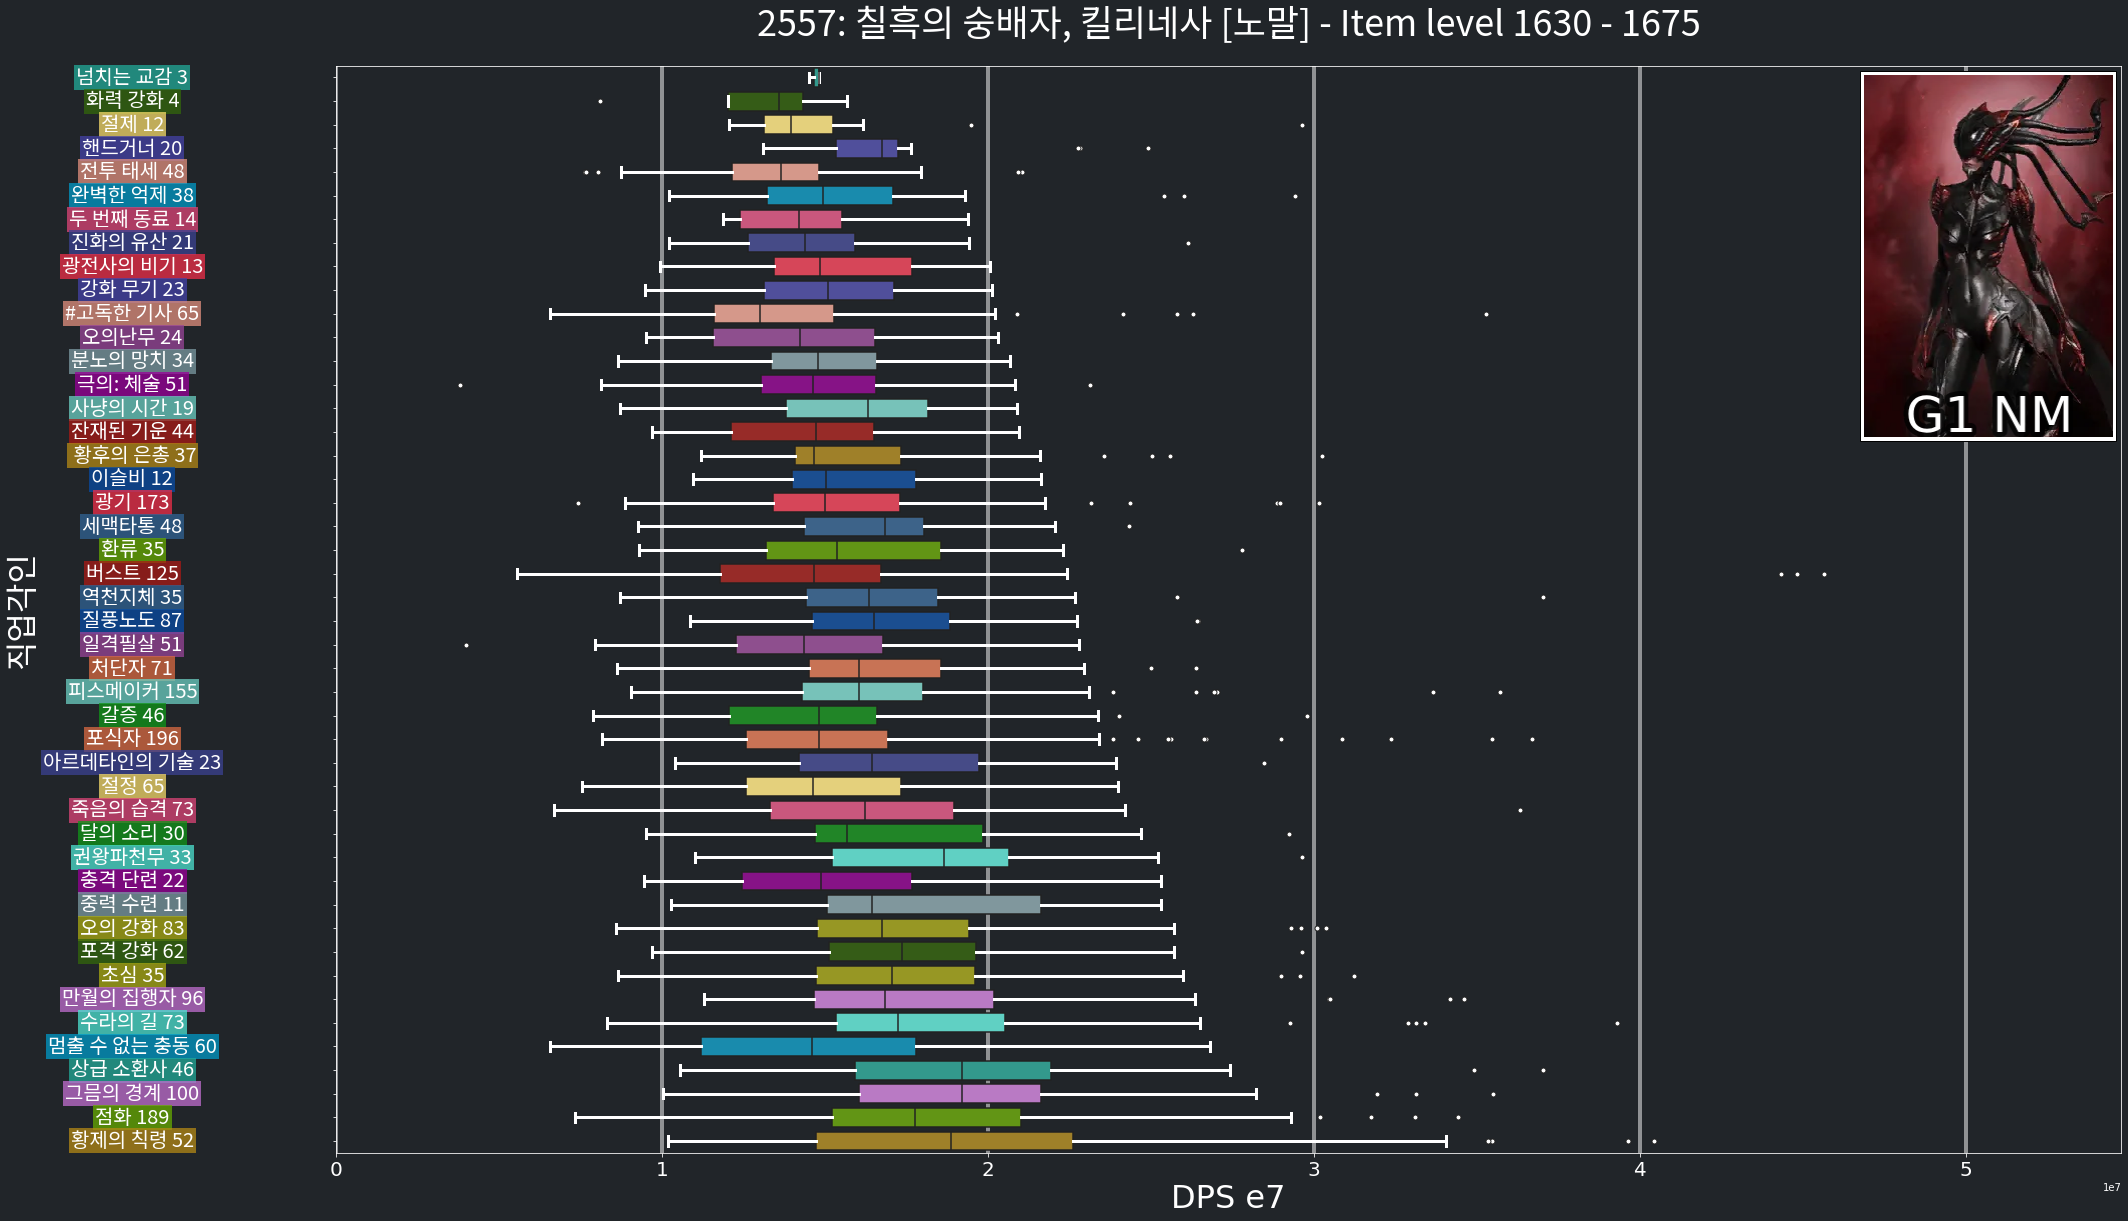 2557: 칠흑의 숭배자, 킬리네사 [노말] - Item level 1630 - 1675
넘치는 교감 3
화력 강화 4
절제 12
핸드거너 20
전투 태세 48
완벽한 억제 38
두 번째 동료 14
진화의 유산 21
광전사의 비기 13
강화 무기 23
#고독한 기사 65
오의난무 24
분노의 망치 34
극의: 체술 51
사냥의 시간 19
잔재된 기운 44
황후의 은총 37
이슬비 12
광기 173
세맥타통 48
환류 35
버스트 125
역천지체 35
질풍노도 87
일격필살 51
처단자 71
피스메이커 155
갈증 46
포식자 196
아르데타인의 기술 23
절정 65
죽음의 습격 73
달의 소리 30
권왕파천무 33
충격 단련 22
중력 수련 11
오의 강화 83
포격 강화 62
초심 35
만월의 집행자 96
수라의 길 73
멈출 수 없는 충동 60
상급 소환사 46
그믐의 경계 100
점화 189
황제의 칙령 52
직업각인
G1 NM
0 1 2 3 4 5
1e7
DPS e7